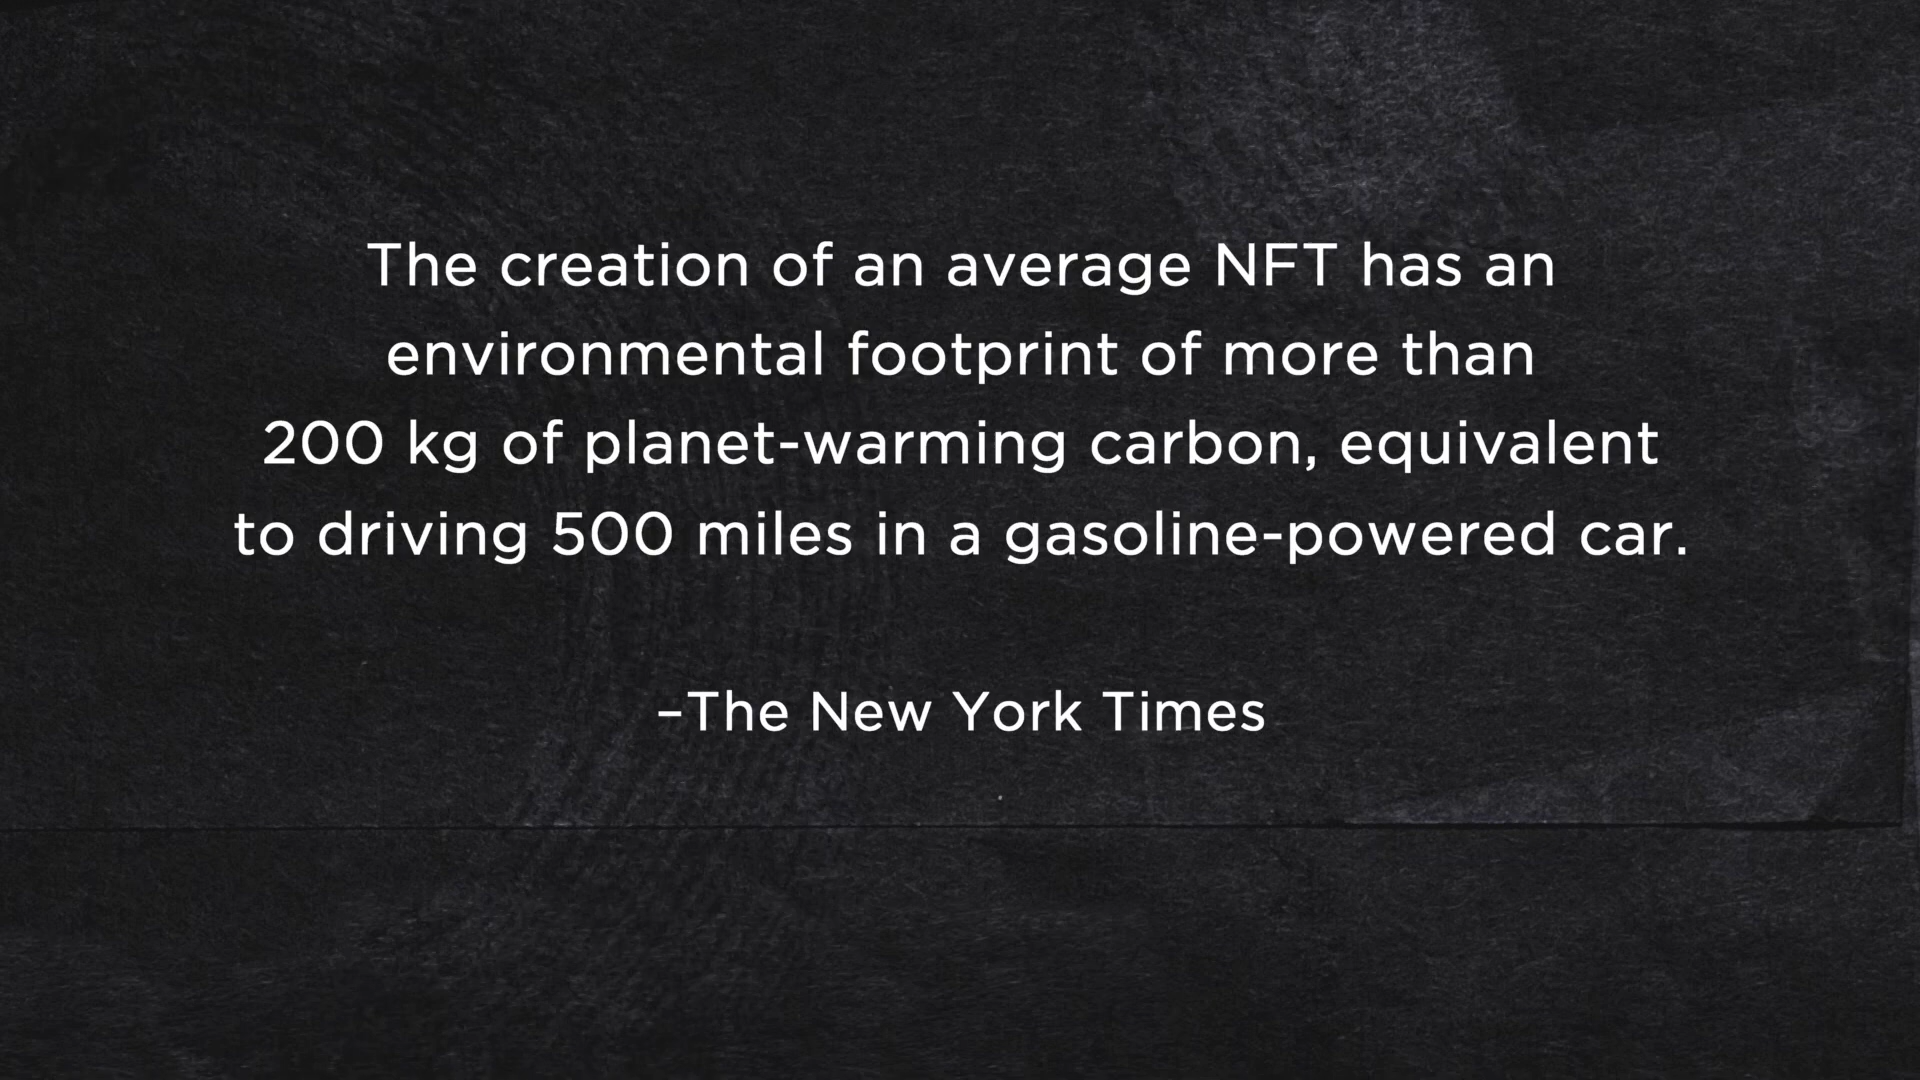 The creation of an average NFT has an
environmental footprint of more than
200 kg of planet-warming carbon, equivalent
to driving 500 miles in a gasoline-powered car.
–The New York Times